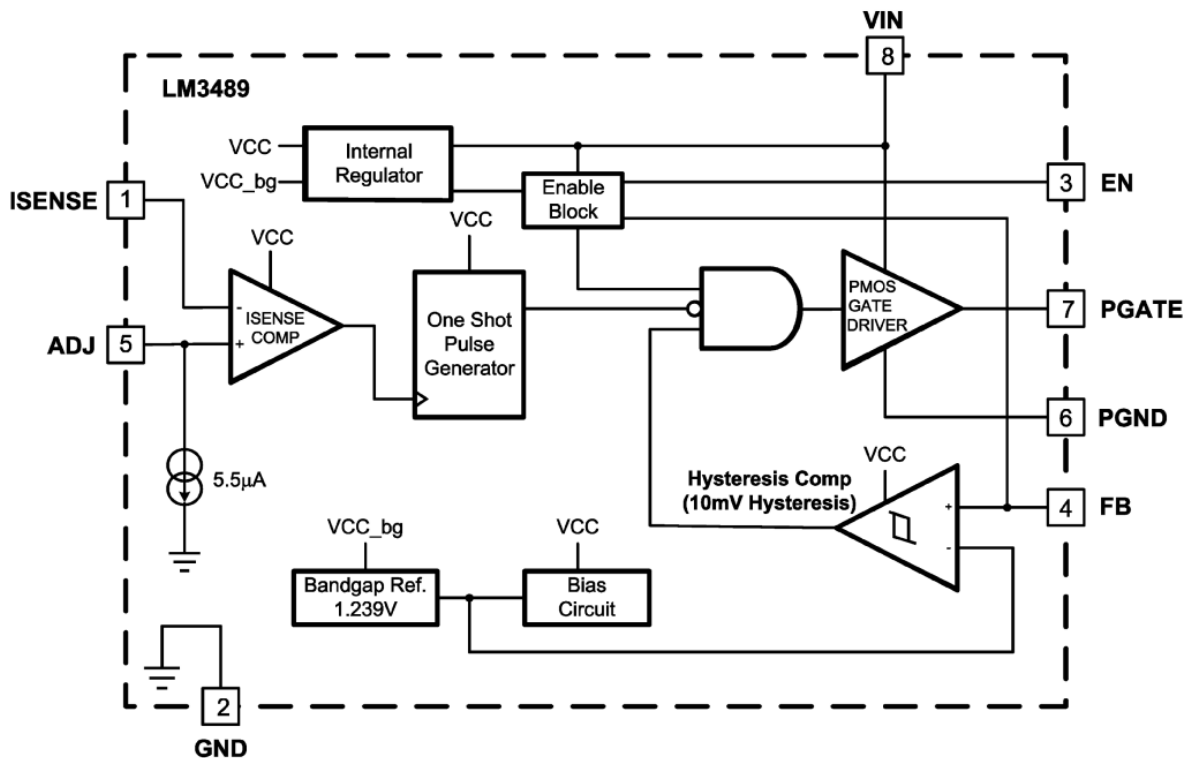 VIN
8
LM3489
VCC
Internal
Regulator
VCC_bg
Enable
Block
3
EN
ISENSE
1
VCC
VCC
-
ISENSE
COMP
+
One Shot
Pulse
Generator
PMOS
GATE
DRIVER
7
PGATE
ADJ
5
6
PGND
5.5µA
Hysteresis Comp
(10mV Hysteresis)
VCC
+
-
4
FB
VCC_bg
VCC
Bandgap Ref.
1.239V
Bias
Circuit
2
GND